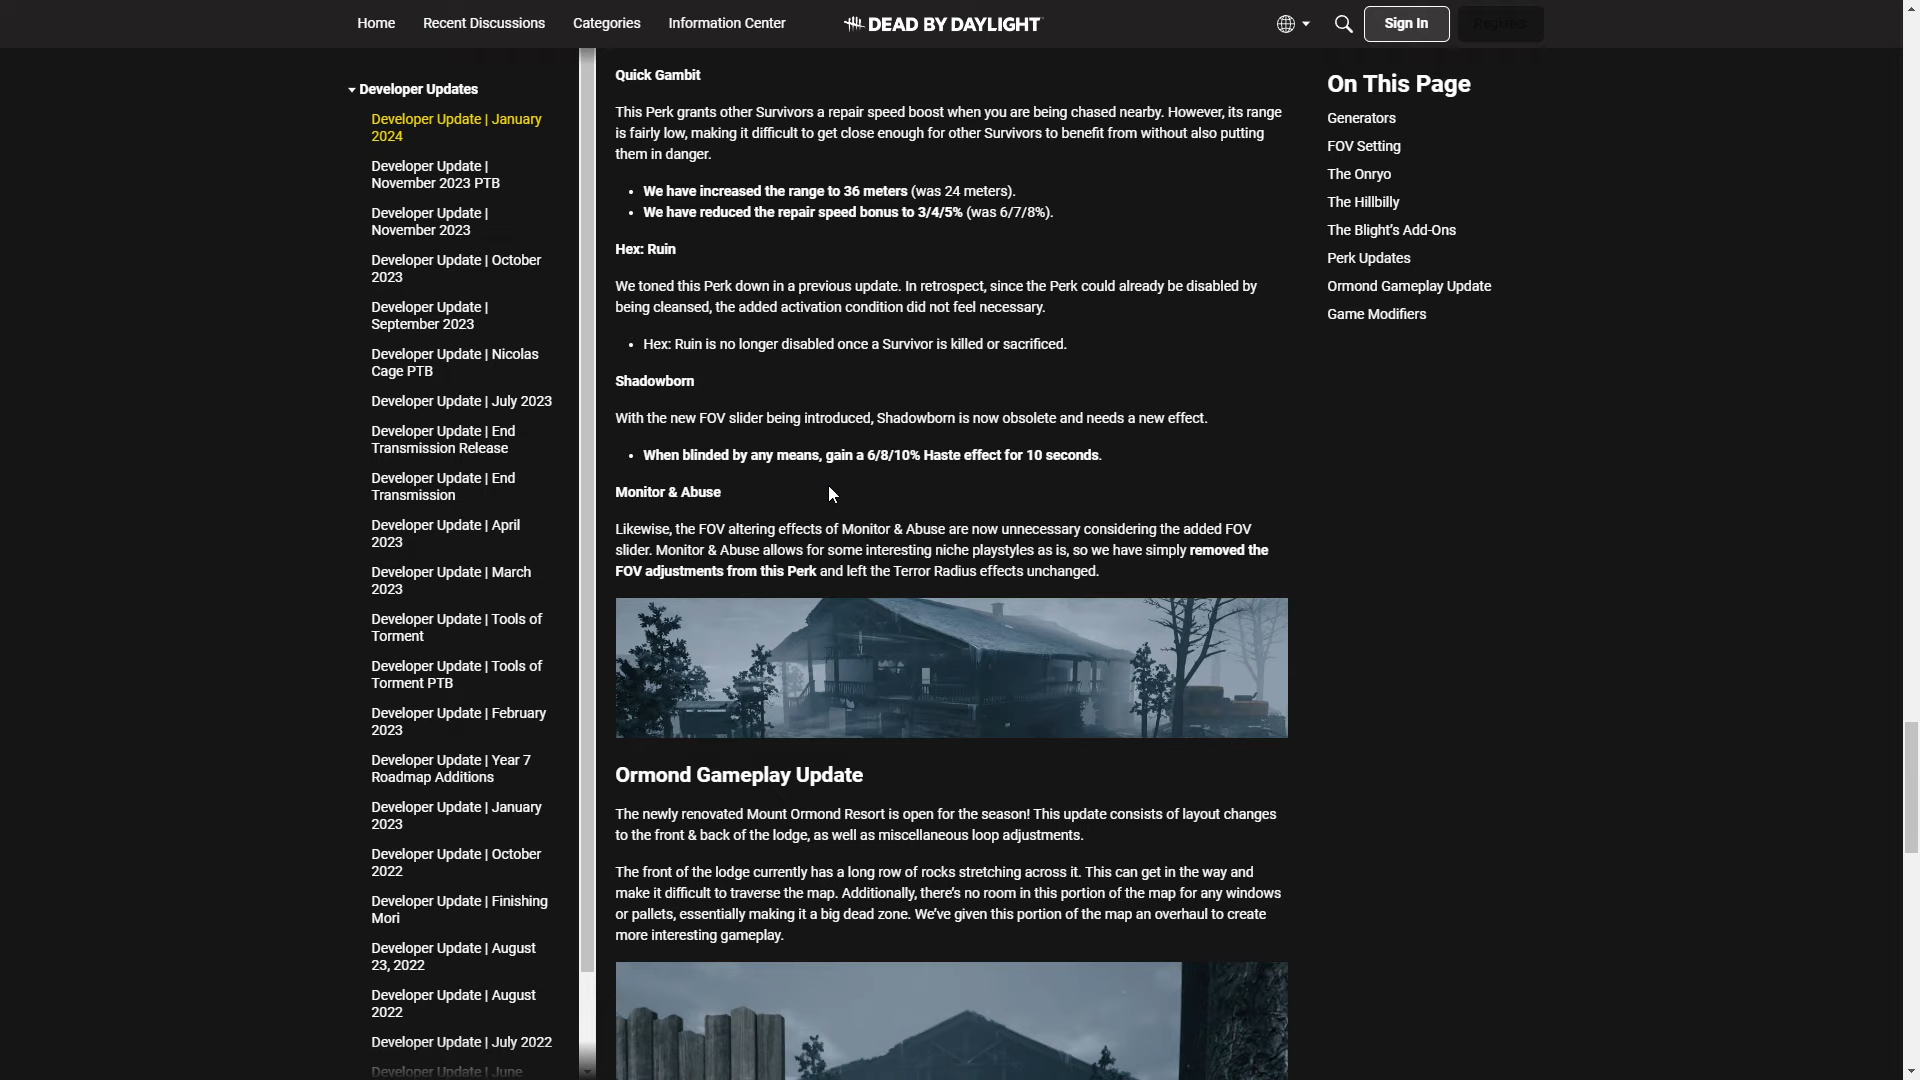 Home
Recent Discussions
Categories
Information Center
DEAD BY DAYLIGHT
Sign In
Register
Developer Updates
Developer Update | January
2024
Developer Update |
November 2023 PTB
Developer Update |
November 2023
Developer Update | October
2023
Developer Update |
September 2023
Developer Update | Nicolas
Cage PTB
Developer Update | July 2023
Developer Update | End
Transmission Release
Developer Update | End
Transmission
Developer Update | April
2023
Developer Update | March
2023
Developer Update | Tools of
Torment
Developer Update | Tools of
Torment PTB
Developer Update | February
2023
Developer Update | Year 7
Roadmap Additions
Developer Update | January
2023
Developer Update | October
2022
Developer Update | Finishing
Mori
Developer Update | August
23, 2022
Developer Update | August
2022
Developer Update | July 2022
Developer Update | June
Quick Gambit
This Perk grants other Survivors a repair speed boost when you are being chased nearby. However, its range
is fairly low, making it difficult to get close enough for other Survivors to benefit from without also putting
them in danger.
• We have increased the range to 36 meters (was 24 meters).
• We have reduced the repair speed bonus to 3/4/5% (was 6/7/8%).
Hex: Ruin
We toned this Perk down in a previous update. In retrospect, since the Perk could already be disabled by
being cleansed, the added activation condition did not feel necessary.
• Hex: Ruin is no longer disabled once a Survivor is killed or sacrificed.
Shadowborn
With the new FOV slider being introduced, Shadowborn is now obsolete and needs a new effect.
• When blinded by any means, gain a 6/8/10% Haste effect for 10 seconds.
Monitor & Abuse
Likewise, the FOV altering effects of Monitor & Abuse are now unnecessary considering the added FOV
slider. Monitor & Abuse allows for some interesting niche playstyles as is, so we have simply removed the
FOV adjustments from this Perk and left the Terror Radius effects unchanged.
Ormond Gameplay Update
The newly renovated Mount Ormond Resort is open for the season! This update consists of layout changes
to the front & back of the lodge, as well as miscellaneous loop adjustments.
The front of the lodge currently has a long row of rocks stretching across it. This can get in the way and
make it difficult to traverse the map. Additionally, there's no room in this portion of the map for any windows
or pallets, essentially making it a big dead zone. We've given this portion of the map an overhaul to create
more interesting gameplay.
On This Page
Generators
FOV Setting
The Onryo
The Hillbilly
The Blight's Add-Ons
Perk Updates
Ormond Gameplay Update
Game Modifiers